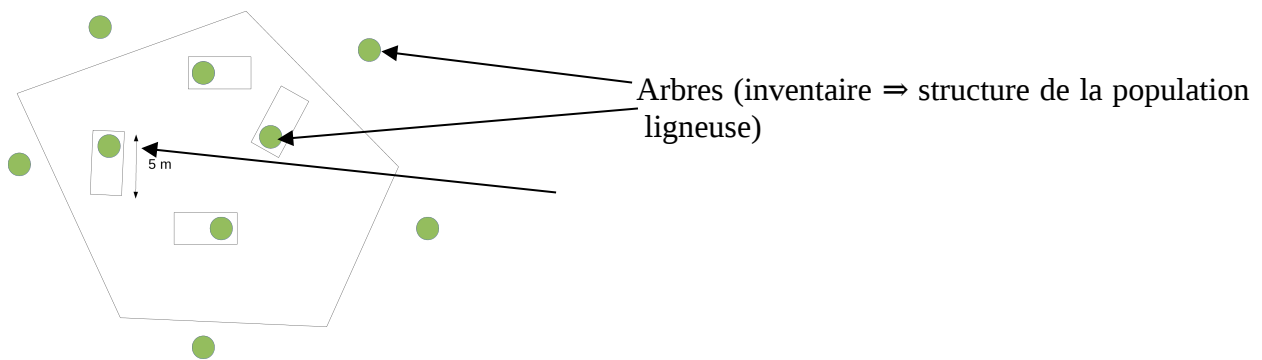 Arbres (inventaire ⇒ structure de la population
ligneuse)
5 m